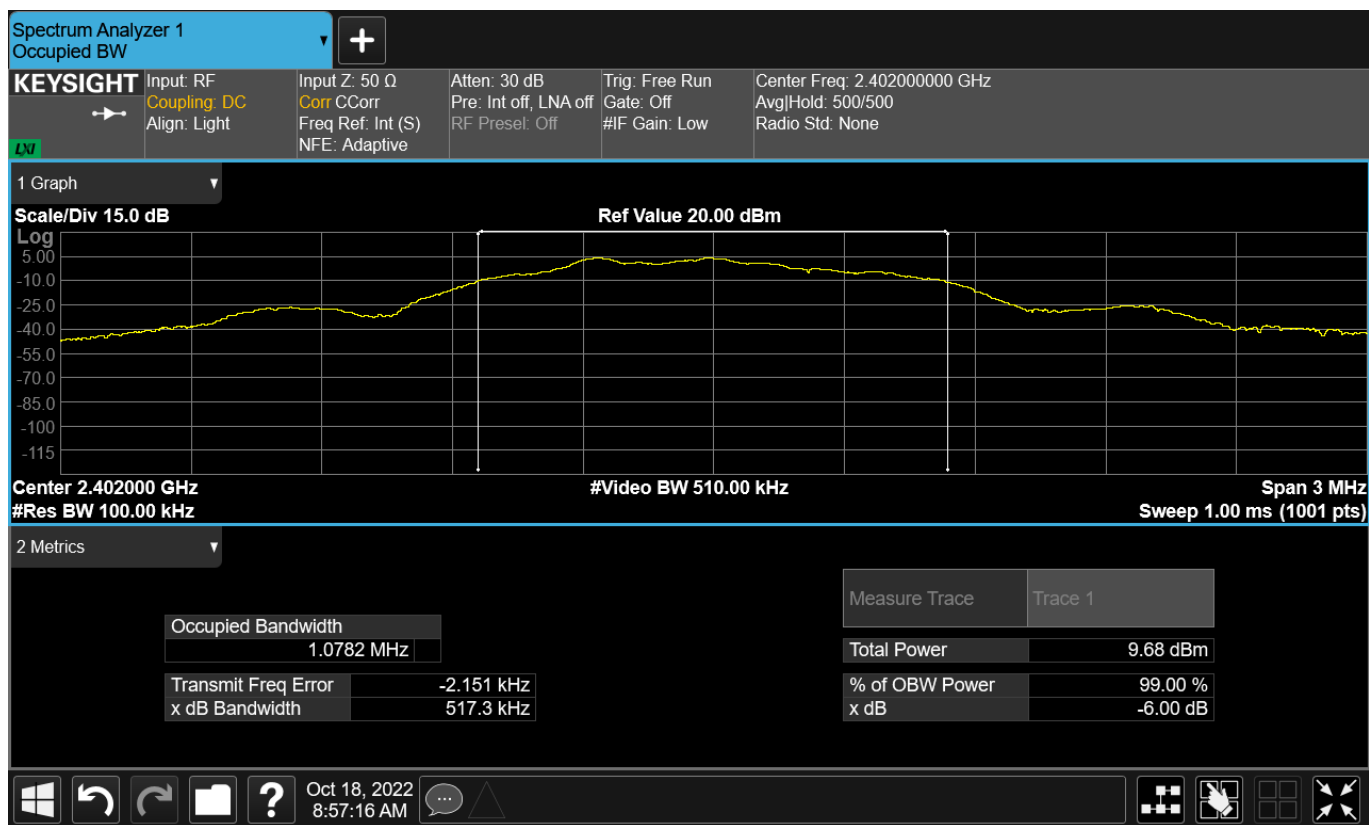 Spectrum Analyzer 1
Occupied BW
KEYSIGHT
LXI
Input: RF
Coupling: DC
Align: Light
Input Z: 50 Ω
Corr CCorr
Freq Ref: Int (S)
NFE: Adaptive
Atten: 30 dB
Pre: Int off, LNA off
RF Presel: Off
Trig: Free Run
Gate: Off
#IF Gain: Low
Center Freq: 2.402000000 GHz
Avg|Hold: 500/500
Radio Std: None
1 Graph
Scale/Div 15.0 dB
Ref Value 20.00 dBm
Log
5.00
-10.0
-25.0
-40.0
-55.0
-70.0
-85.0
-100
-115
Center 2.402000 GHz
#Video BW 510.00 kHz
Span 3 MHz
#Res BW 100.00 kHz
Sweep 1.00 ms (1001 pts)
2 Metrics
Measure Trace Trace 1
Occupied Bandwidth
1.0782 MHz
Total Power 9.68 dBm
Transmit Freq Error -2.151 kHz
% of OBW Power 99.00 %
x dB Bandwidth 517.3 kHz
x dB -6.00 dB
?
Oct 18, 2022
8:57:16 AM